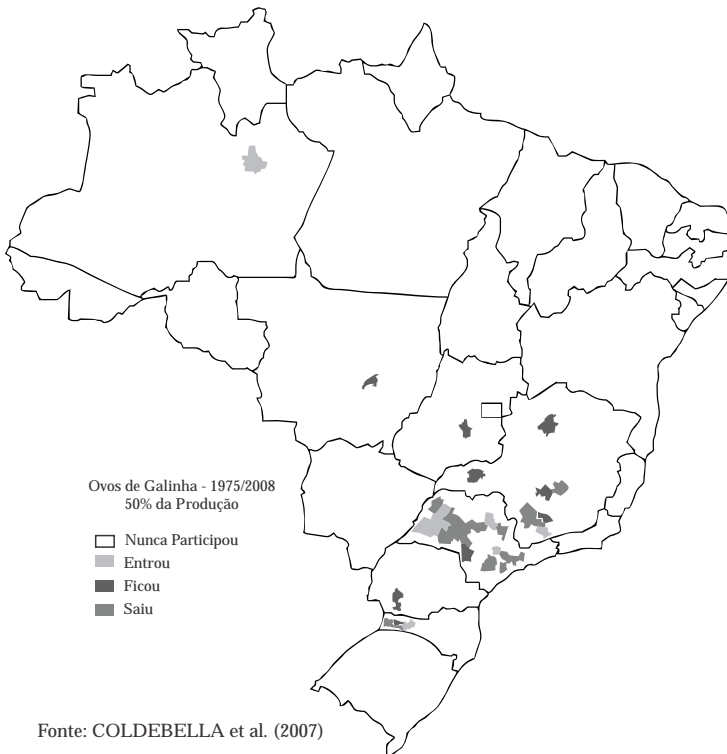 Ovos de Galinha - 1975/2008
50% da Produção
Nunca Participou
Entrou
Ficou
Saiu
Fonte: COLDEBELLA et al. (2007)